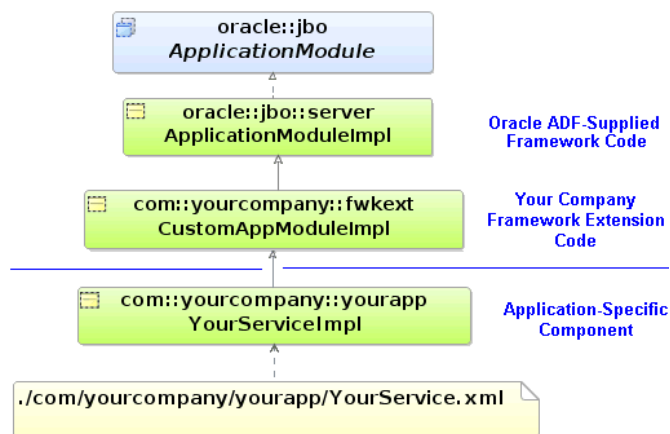 oracle::jbo
ApplicationModule
oracle::jbo::server
ApplicationModuleImpl
Oracle ADF-Supplied
Framework Code
com::yourcompany::fwkext
CustomAppModuleImpl
Your Company
Framework Extension
Code
com::yourcompany::yourapp
YourServiceImpl
Application-Specific
Component
./com/yourcompany/yourapp/YourService.xml